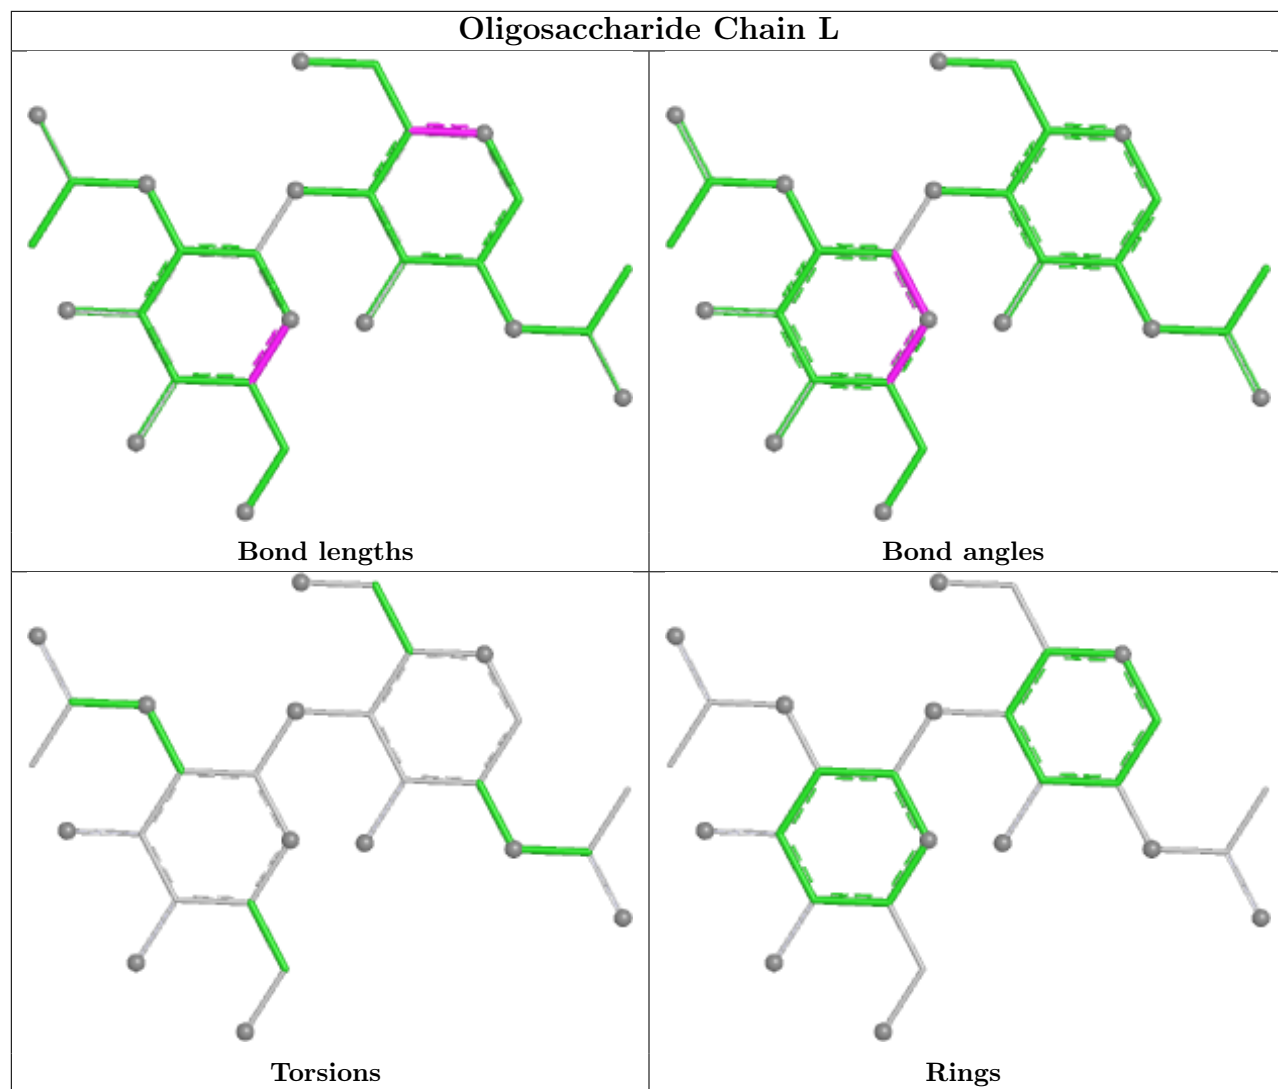 Oligosaccharide Chain L
Bond lengths
Bond angles
Torsions
Rings